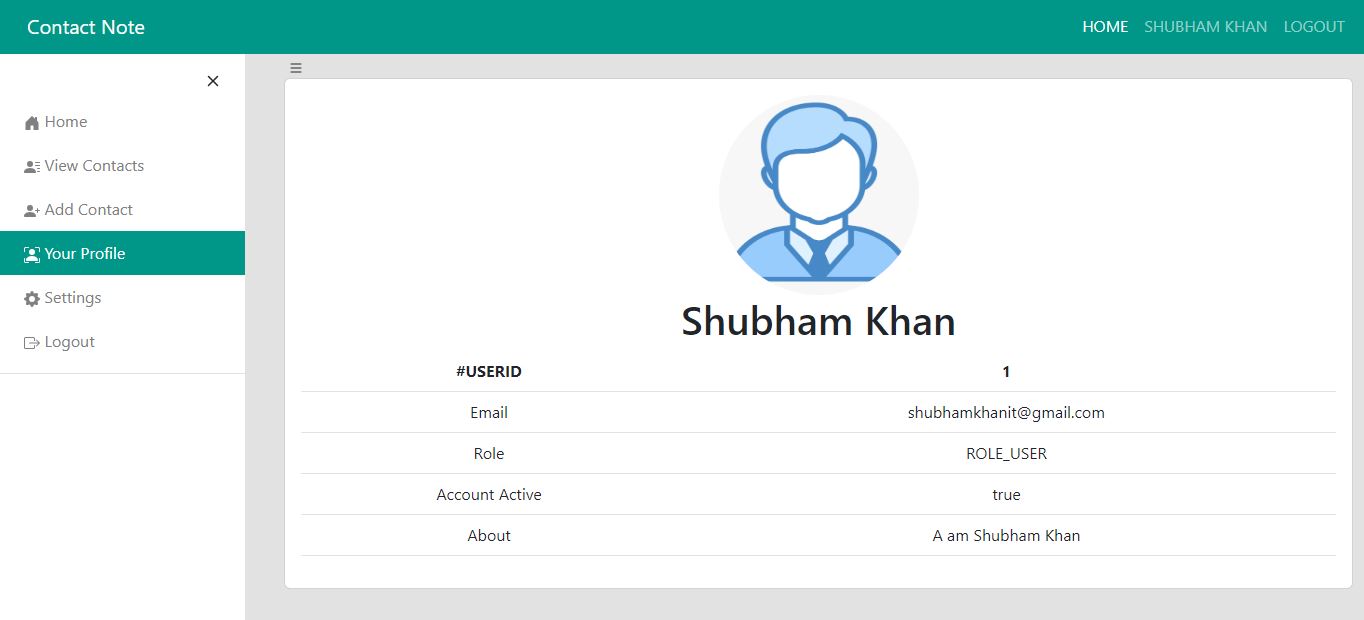 Contact Note
HOME SHUBHAM KHAN LOGOUT
Home
View Contacts
Add Contact
Your Profile
Settings
Logout
Shubham Khan
#USERID 1
Email shubhamkhanit@gmail.com
Role ROLE_USER
Account Active true
About A am Shubham Khan